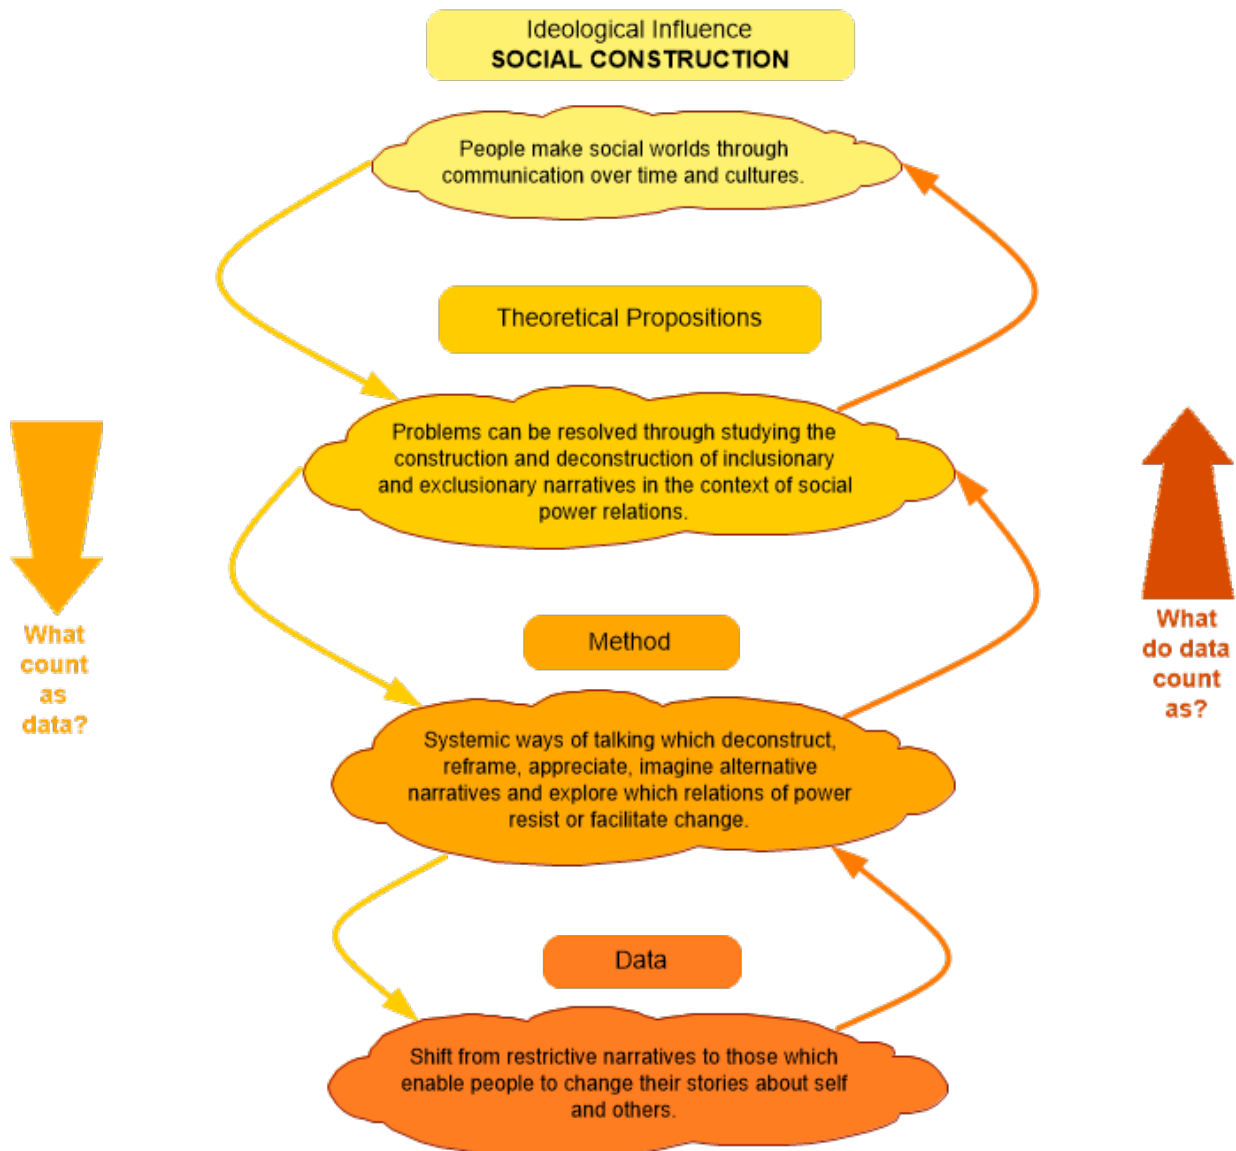 Ideological Influence
SOCIAL CONSTRUCTION
People make social worlds through
communication over time and cultures.
Theoretical Propositions
Problems can be resolved through studying the
construction and deconstruction of inclusionary
and exclusionary narratives in the context of social
power relations.
What
count
as
data?
What
do data
count
as?
Method
Systemic ways of talking which deconstruct,
reframe, appreciate, imagine alternative
narratives and explore which relations of power
resist or facilitate change.
Data
Shift from restrictive narratives to those which
enable people to change their stories about self
and others.